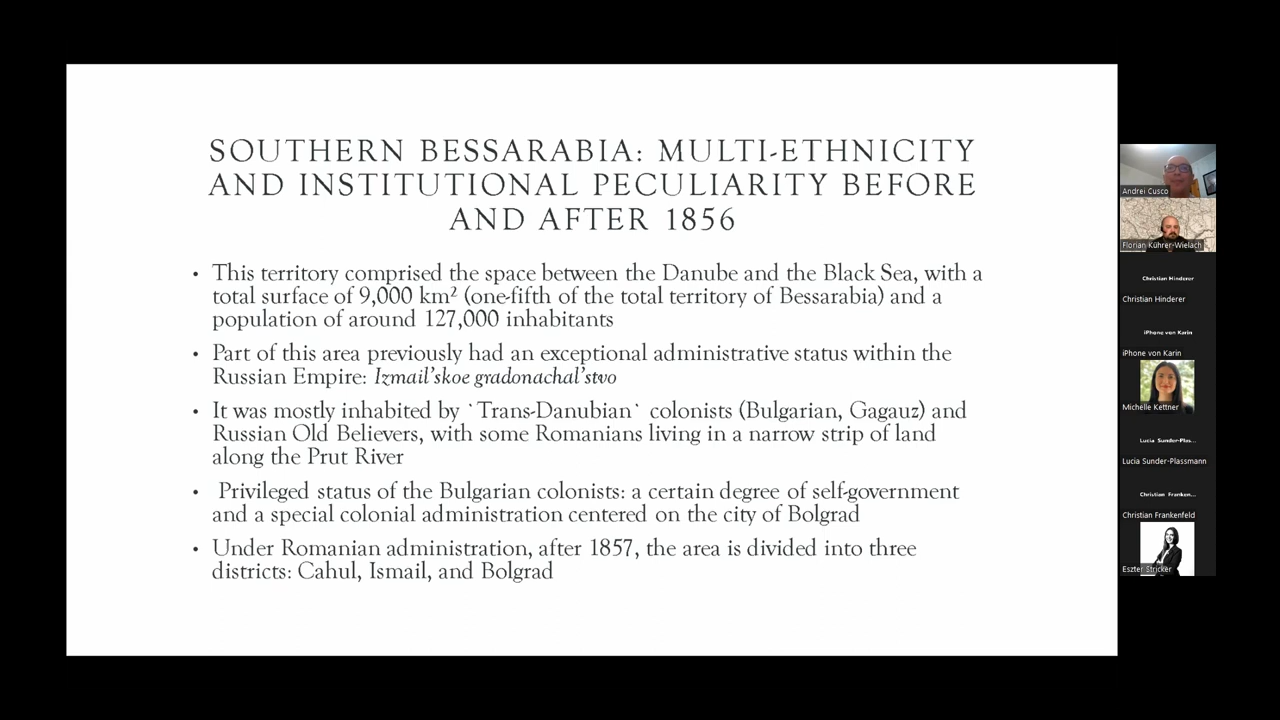 SOUTHERN BESSARABIA: MULTI-ETHNICITY
AND INSTITUTIONAL PECULIARITY BEFORE
AND AFTER 1856
• This territory comprised the space between the Danube and the Black Sea, with a
total surface of 9,000 km² (one-fifth of the total territory of Bessarabia) and a
population of around 127,000 inhabitants
• Part of this area previously had an exceptional administrative status within the
Russian Empire: Izmail'skoe gradonachal'stvo
• It was mostly inhabited by `Trans-Danubian` colonists (Bulgarian, Gagauz) and
Russian Old Believers, with some Romanians living in a narrow strip of land
along the Prut River
• Privileged status of the Bulgarian colonists: a certain degree of self-government
and a special colonial administration centered on the city of Bolgrad
• Under Romanian administration, after 1857, the area is divided into three
districts: Cahul, Ismail, and Bolgrad
Andrei Cusco
Florian Kührer-Wielach
Christian Hinderer
Christian Hinderer
iPhone von Karin
iPhone von Karin
Michelle Kettner
Lucia Sunder-Plas...
Lucia Sunder-Plassmann
Christian Franken...
Christian Frankenfeld
Eszter Stricker